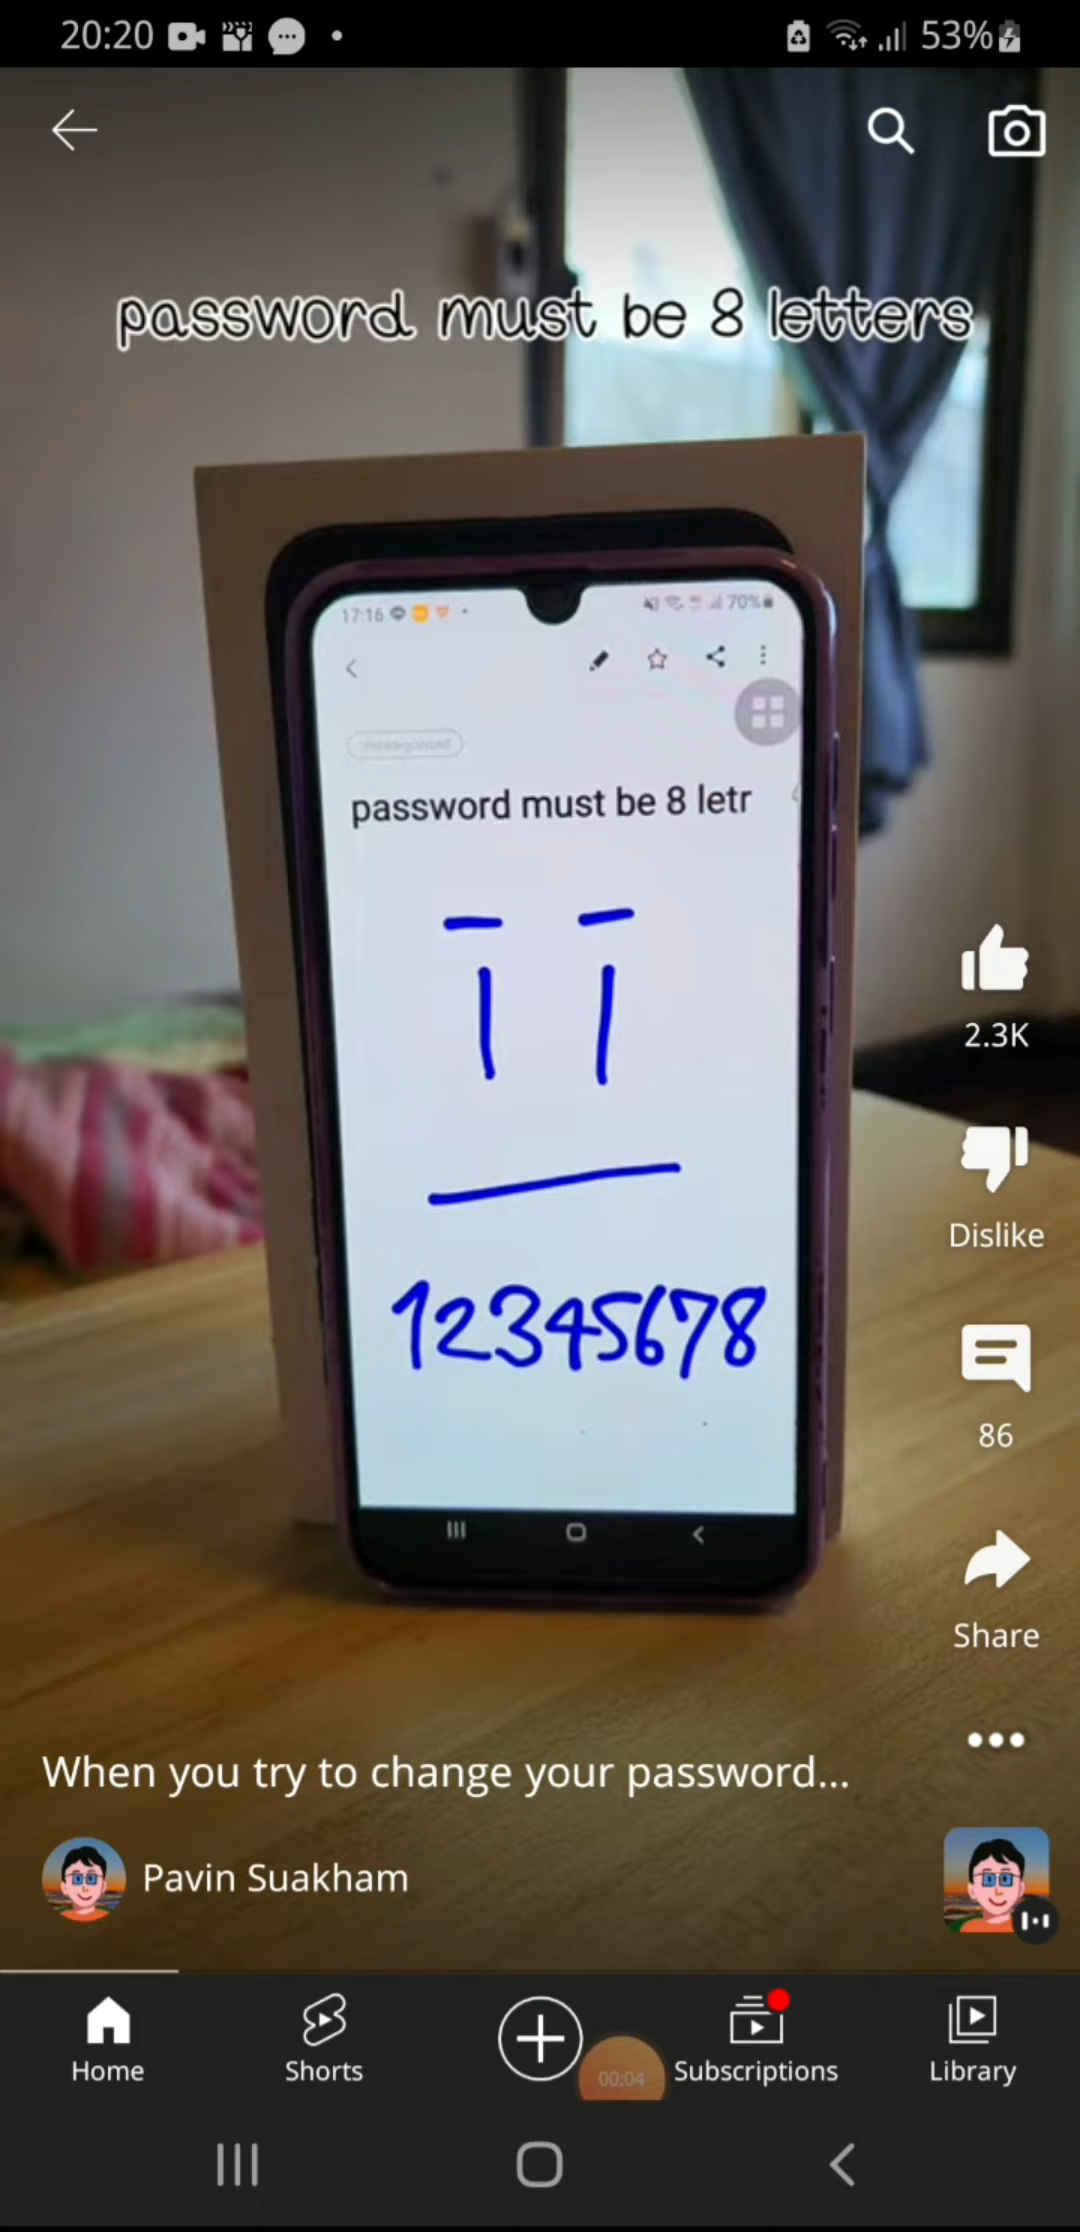 20:20 53%
password must be 8 letters
17:16 70%
password must be 8 letr
12345678
2.3K
Dislike
86
Share
When you try to change your password...
Pavin Suakham
Home Shorts Subscriptions Library
00:04